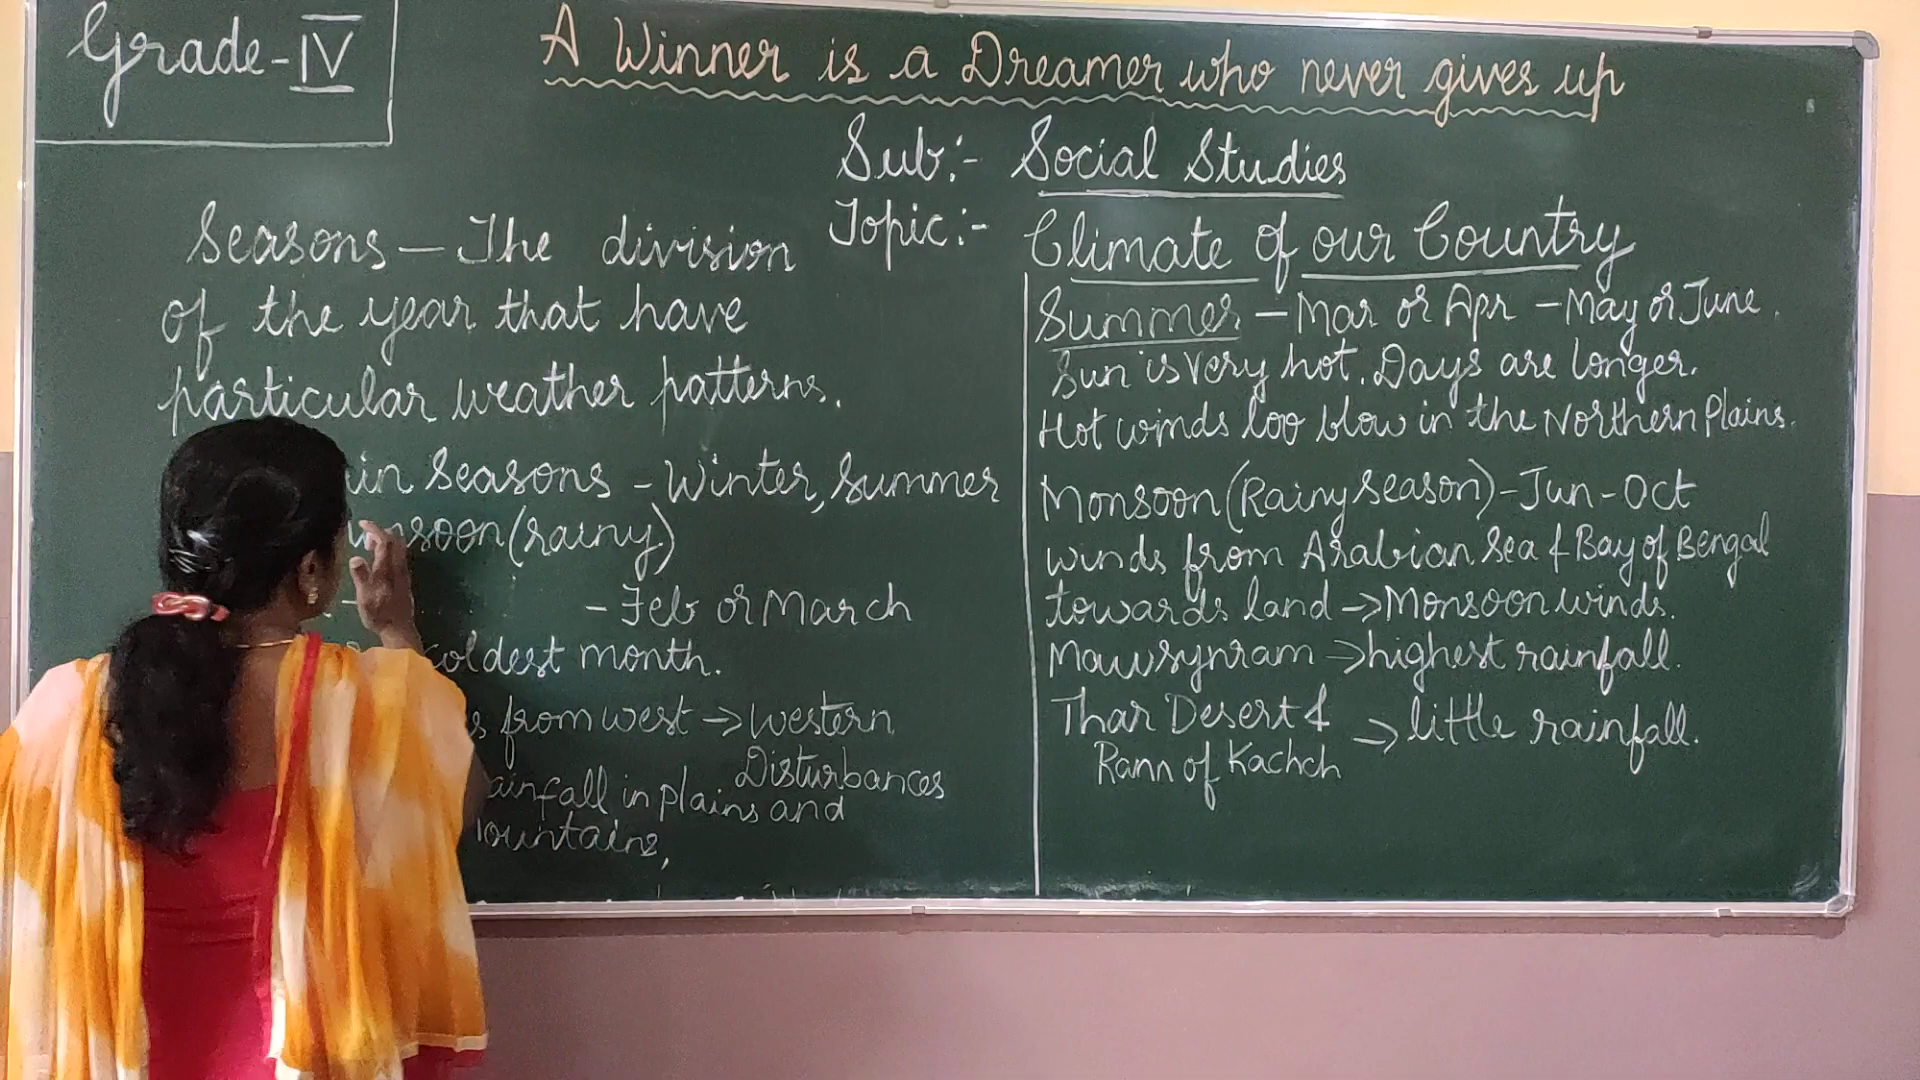 Grade-IV
A Winner is a Dreamer who never gives up
Sub:- Social Studies
Topic:- Climate of our Country
Seasons — The division
of the year that have
particular weather patterns.
in seasons - Winter, Summer
nsoon (rainy)
- Feb or March
coldest month.
s from west → Western
Disturbances
ainfall in plains and
ountains,
Summer — Mar or Apr - May or June.
Sun is very hot. Days are longer.
Hot winds loo blow in the Northern Plains.
Monsoon (Rainy season) - Jun - Oct
winds from Arabian Sea & Bay of Bengal
towards land → Monsoon winds.
Mawsynram → highest rainfall.
Thar Desert & → little rainfall.
Rann of Kachch